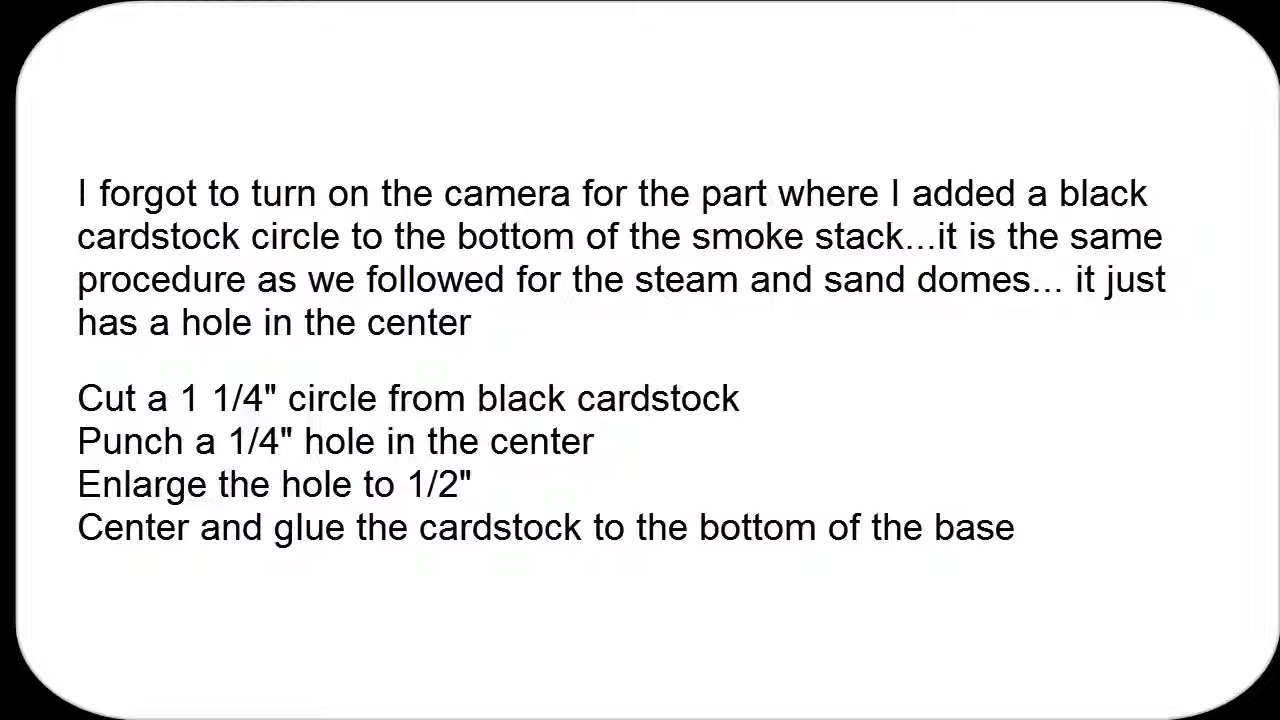 I forgot to turn on the camera for the part where I added a black
cardstock circle to the bottom of the smoke stack...it is the same
procedure as we followed for the steam and sand domes... it just
has a hole in the center
Cut a 1 1/4" circle from black cardstock
Punch a 1/4" hole in the center
Enlarge the hole to 1/2"
Center and glue the cardstock to the bottom of the base